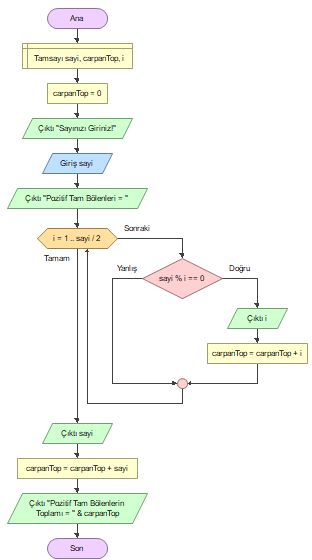 Ana
Tamsayı sayi, carpanTop, i
carpanTop = 0
Çıktı "Sayınızı Giriniz!"
Giriş sayi
Çıktı "Pozitif Tam Bölenleri = "
i = 1 .. sayi / 2
Sonraki
Tamam
Yanlış
sayi % i == 0
Doğru
Çıktı i
carpanTop = carpanTop + i
Çıktı sayi
carpanTop = carpanTop + sayi
Çıktı "Pozitif Tam Bölenlerin
Toplamı = " & carpanTop
Son